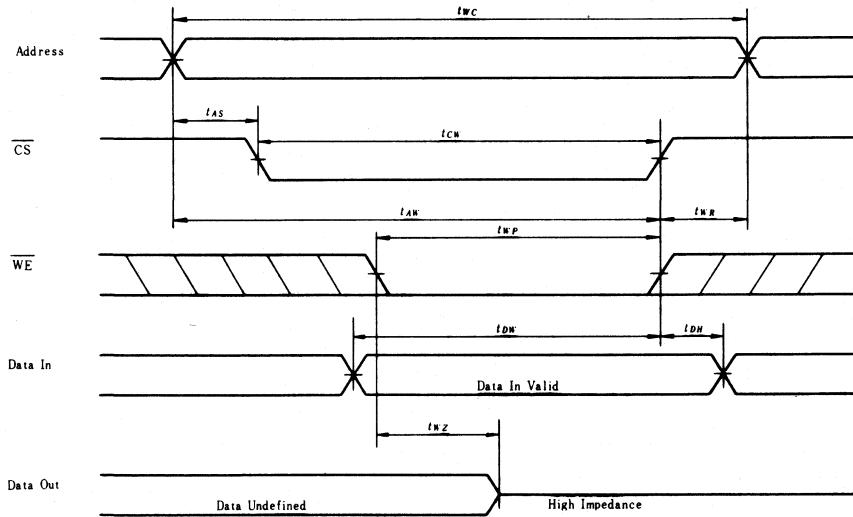 tWC
Address
tAS
tCW
CS
tAW
tWR
tWP
WE
tDW
tDH
Data In
Data In Valid
tWZ
Data Out
Data Undefined
High Impedance